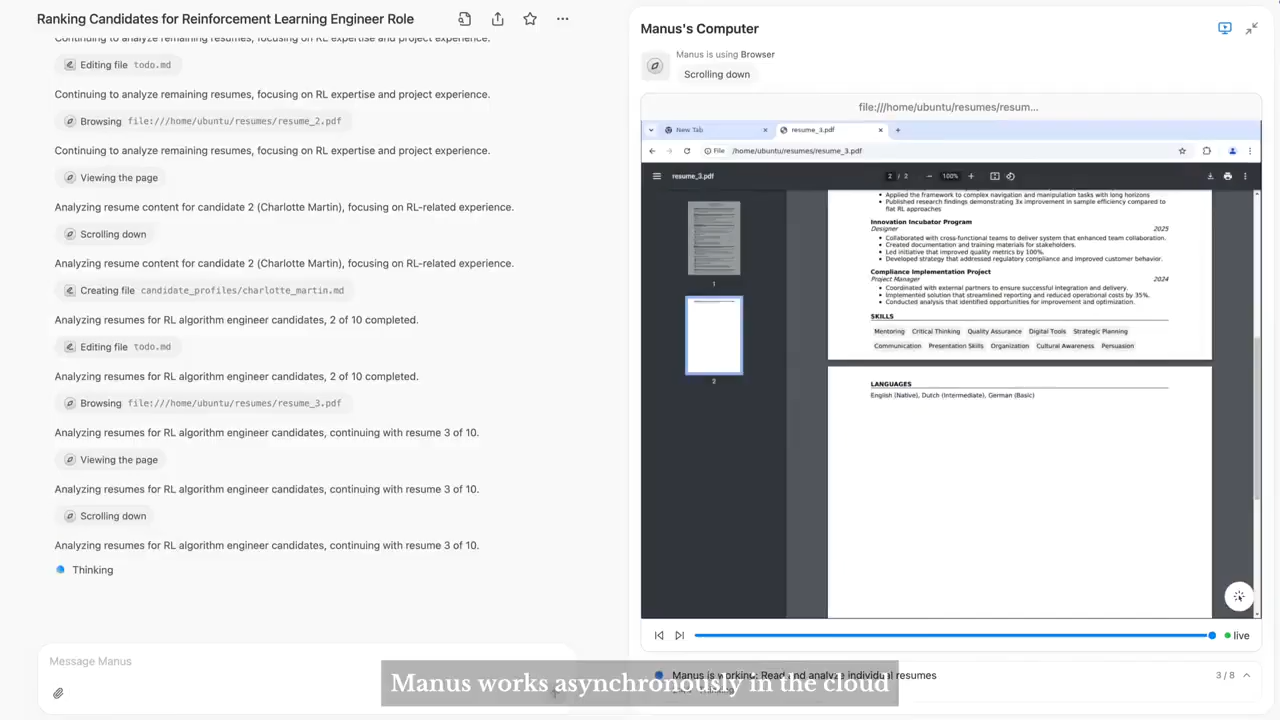 Ranking Candidates for Reinforcement Learning Engineer Role
Continuing to analyze remaining resumes, focusing on RL expertise and project experience.
Editing file todo.md
Continuing to analyze remaining resumes, focusing on RL expertise and project experience.
Browsing file:///home/ubuntu/resumes/resume_2.pdf
Continuing to analyze remaining resumes, focusing on RL expertise and project experience.
Viewing the page
Analyzing resume content for candidate 2 (Charlotte Martin), focusing on RL-related experience.
Scrolling down
Analyzing resume content for candidate 2 (Charlotte Martin), focusing on RL-related experience.
Creating file candidate_profiles/charlotte_martin.md
Analyzing resumes for RL algorithm engineer candidates, 2 of 10 completed.
Editing file todo.md
Analyzing resumes for RL algorithm engineer candidates, 2 of 10 completed.
Browsing file:///home/ubuntu/resumes/resume_3.pdf
Analyzing resumes for RL algorithm engineer candidates, continuing with resume 3 of 10.
Viewing the page
Analyzing resumes for RL algorithm engineer candidates, continuing with resume 3 of 10.
Scrolling down
Analyzing resumes for RL algorithm engineer candidates, continuing with resume 3 of 10.
Thinking
Message Manus
Manus's Computer
Manus is using Browser
Scrolling down
file:///home/ubuntu/resumes/resum...
New Tab
resume_3.pdf
File /home/ubuntu/resumes/resume_3.pdf
resume_3.pdf
2 / 2
100%
1
2
• Applied the framework to complex navigation and manipulation tasks with long horizons
• Published research findings demonstrating 3x improvement in sample efficiency compared to
flat RL approaches
Innovation Incubator Program
Designer 2025
• Collaborated with cross-functional teams to deliver system that enhanced team collaboration.
• Created documentation and training materials for stakeholders.
• Led initiative that improved quality metrics by 100%.
• Developed strategy that addressed regulatory compliance and improved customer behavior.
Compliance Implementation Project
Project Manager 2024
• Coordinated with external partners to ensure successful integration and delivery.
• Implemented solution that streamlined reporting and reduced operational costs by 35%.
• Conducted analysis that identified opportunities for improvement and optimization.
SKILLS
Mentoring Critical Thinking Quality Assurance Digital Tools Strategic Planning
Communication Presentation Skills Organization Cultural Awareness Persuasion
LANGUAGES
English (Native), Dutch (Intermediate), German (Basic)
live
Manus is working: Read and analyze individual resumes
3 / 8
Manus works asynchronously in the cloud